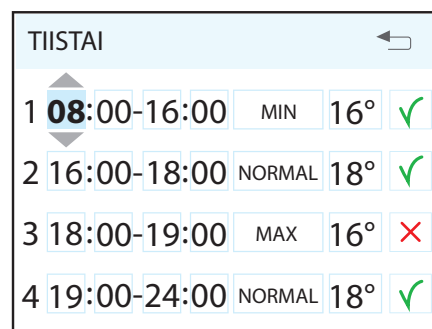 TIISTAI
1 08:00-16:00 MIN 16°
2 16:00-18:00 NORMAL 18°
3 18:00-19:00 MAX 16°
4 19:00-24:00 NORMAL 18°